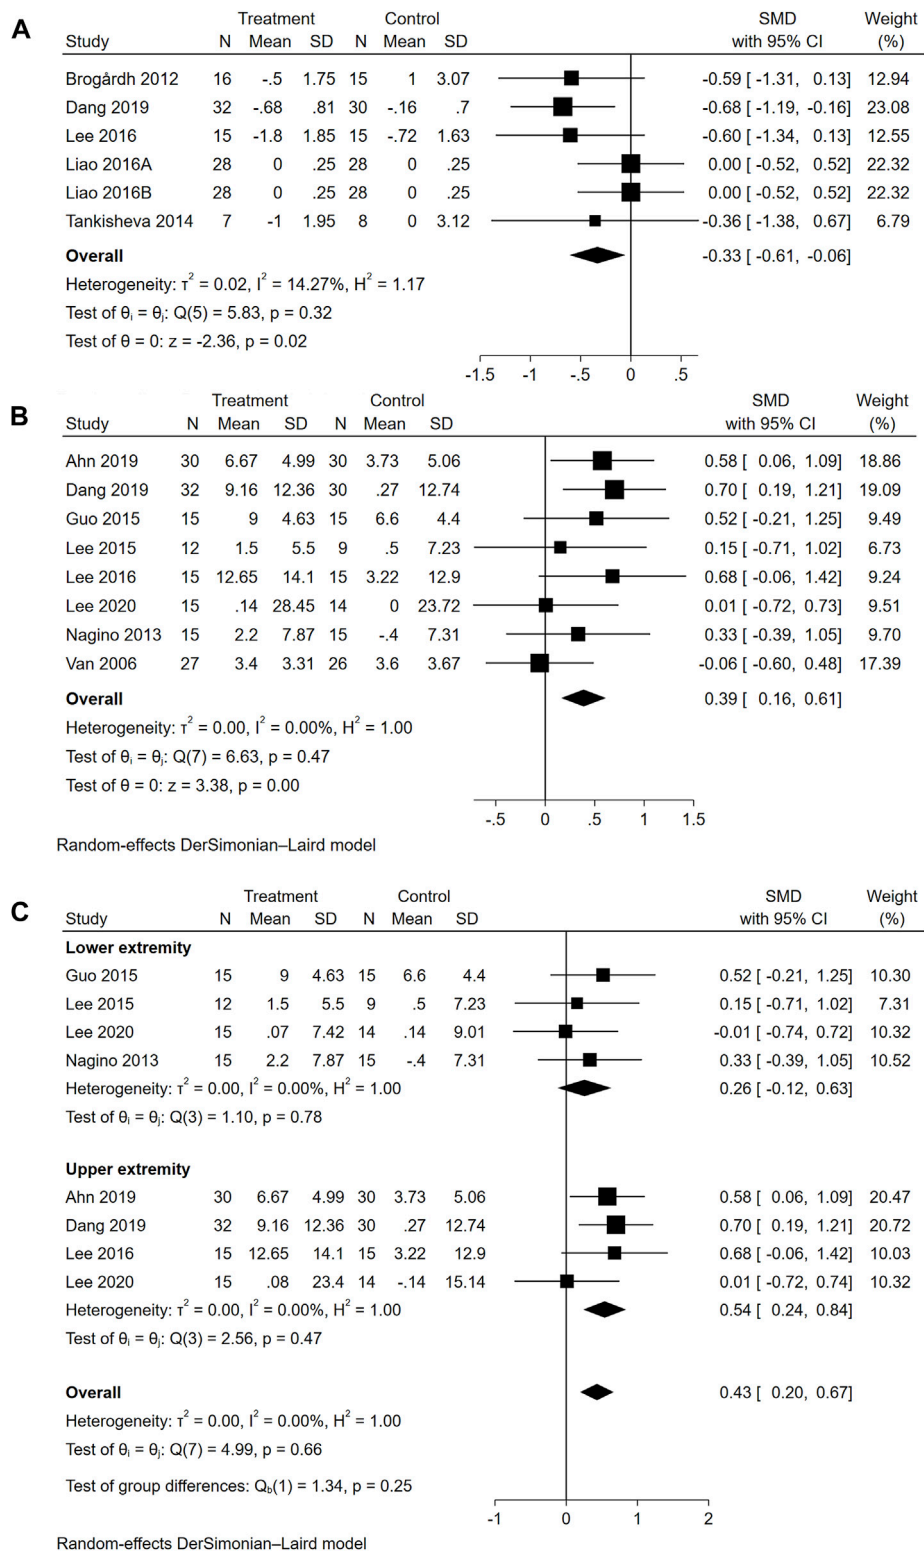 A
Treatment Control SMD Weight
Study N Mean SD N Mean SD with 95% CI (%)
Brogårdh 2012 16 -.5 1.75 15 1 3.07 -0.59 [ -1.31, 0.13] 12.94
Dang 2019 32 -.68 .81 30 -.16 .7 -0.68 [ -1.19, -0.16] 23.08
Lee 2016 15 -1.8 1.85 15 -.72 1.63 -0.60 [ -1.34, 0.13] 12.55
Liao 2016A 28 0 .25 28 0 .25 0.00 [ -0.52, 0.52] 22.32
Liao 2016B 28 0 .25 28 0 .25 0.00 [ -0.52, 0.52] 22.32
Tankisheva 2014 7 -1 1.95 8 0 3.12 -0.36 [ -1.38, 0.67] 6.79
Overall -0.33 [ -0.61, -0.06]
Heterogeneity: τ² = 0.02, I² = 14.27%, H² = 1.17
Test of θᵢ = θⱼ: Q(5) = 5.83, p = 0.32
Test of θ = 0: z = -2.36, p = 0.02
-1.5 -1 -.5 0 .5
B
Treatment Control SMD Weight
Study N Mean SD N Mean SD with 95% CI (%)
Ahn 2019 30 6.67 4.99 30 3.73 5.06 0.58 [ 0.06, 1.09] 18.86
Dang 2019 32 9.16 12.36 30 .27 12.74 0.70 [ 0.19, 1.21] 19.09
Guo 2015 15 9 4.63 15 6.6 4.4 0.52 [ -0.21, 1.25] 9.49
Lee 2015 12 1.5 5.5 9 .5 7.23 0.15 [ -0.71, 1.02] 6.73
Lee 2016 15 12.65 14.1 15 3.22 12.9 0.68 [ -0.06, 1.42] 9.24
Lee 2020 15 .14 28.45 14 0 23.72 0.01 [ -0.72, 0.73] 9.51
Nagino 2013 15 2.2 7.87 15 -.4 7.31 0.33 [ -0.39, 1.05] 9.70
Van 2006 27 3.4 3.31 26 3.6 3.67 -0.06 [ -0.60, 0.48] 17.39
Overall 0.39 [ 0.16, 0.61]
Heterogeneity: τ² = 0.00, I² = 0.00%, H² = 1.00
Test of θᵢ = θⱼ: Q(7) = 6.63, p = 0.47
Test of θ = 0: z = 3.38, p = 0.00
-.5 0 .5 1 1.5
Random-effects DerSimonian–Laird model
C
Treatment Control SMD Weight
Study N Mean SD N Mean SD with 95% CI (%)
Lower extremity
Guo 2015 15 9 4.63 15 6.6 4.4 0.52 [ -0.21, 1.25] 10.30
Lee 2015 12 1.5 5.5 9 .5 7.23 0.15 [ -0.71, 1.02] 7.31
Lee 2020 15 .07 7.42 14 .14 9.01 -0.01 [ -0.74, 0.72] 10.32
Nagino 2013 15 2.2 7.87 15 -.4 7.31 0.33 [ -0.39, 1.05] 10.52
Heterogeneity: τ² = 0.00, I² = 0.00%, H² = 1.00 0.26 [ -0.12, 0.63]
Test of θᵢ = θⱼ: Q(3) = 1.10, p = 0.78
Upper extremity
Ahn 2019 30 6.67 4.99 30 3.73 5.06 0.58 [ 0.06, 1.09] 20.47
Dang 2019 32 9.16 12.36 30 .27 12.74 0.70 [ 0.19, 1.21] 20.72
Lee 2016 15 12.65 14.1 15 3.22 12.9 0.68 [ -0.06, 1.42] 10.03
Lee 2020 15 .08 23.4 14 -.14 15.14 0.01 [ -0.72, 0.74] 10.32
Heterogeneity: τ² = 0.00, I² = 0.00%, H² = 1.00 0.54 [ 0.24, 0.84]
Test of θᵢ = θⱼ: Q(3) = 2.56, p = 0.47
Overall 0.43 [ 0.20, 0.67]
Heterogeneity: τ² = 0.00, I² = 0.00%, H² = 1.00
Test of θᵢ = θⱼ: Q(7) = 4.99, p = 0.66
Test of group differences: Q_b(1) = 1.34, p = 0.25
-1 0 1 2
Random-effects DerSimonian–Laird model